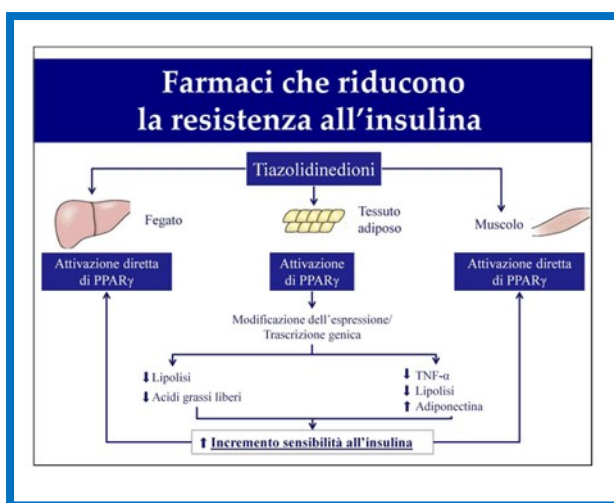 Farmaci che riducono
la resistenza all'insulina
Tiazolidinedioni
Fegato
Tessuto
adiposo
Muscolo
Attivazione diretta
di PPARγ
Attivazione
di PPARγ
Attivazione diretta
di PPARγ
Modificazione dell'espressione/
Trascrizione genica
⬇ Lipolisi
⬇ Acidi grassi liberi
⬇ TNF-α
⬇ Lipolisi
⬆ Adiponectina
⬆ Incremento sensibilità all'insulina